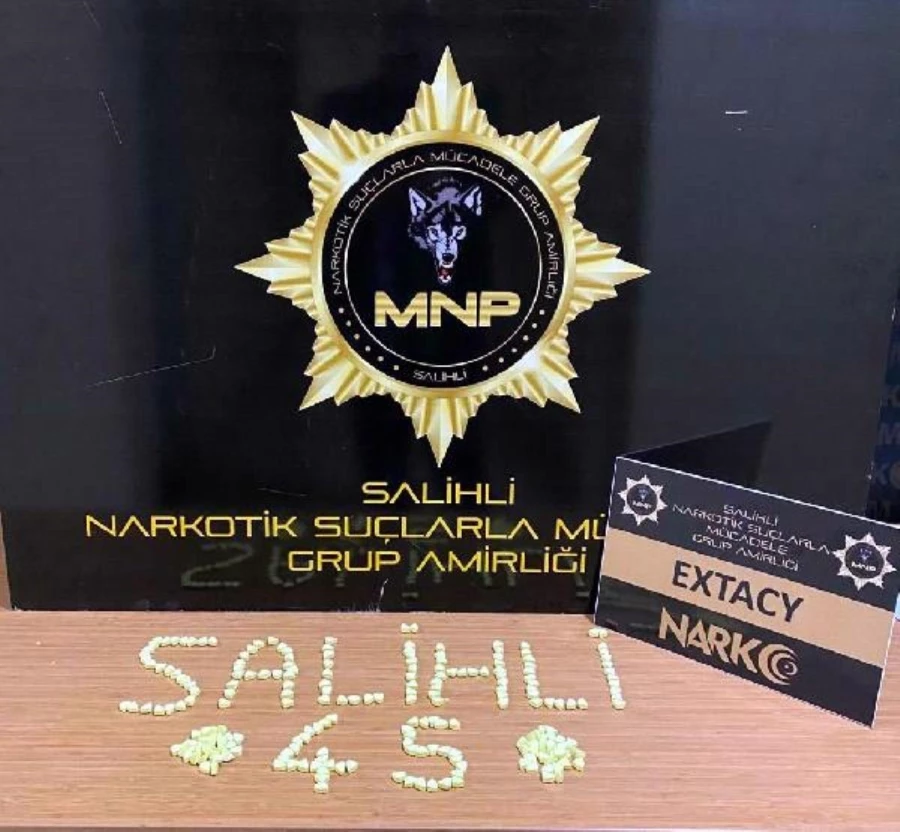 NARKOTİK SUÇLARLA MÜCADELE GRUP AMİRLİĞİ
MNP
SALİHLİ
SALİHLİ
NARKOTİK SUÇLARLA MÜ
GRUP AMİRLİĞİ
SALİHLİ
NARKOTİK SUÇLARLA
MÜCADELE
GRUP AMİRLİĞİ
MNP
EXTACY
NARKO
SALİHLİ
45